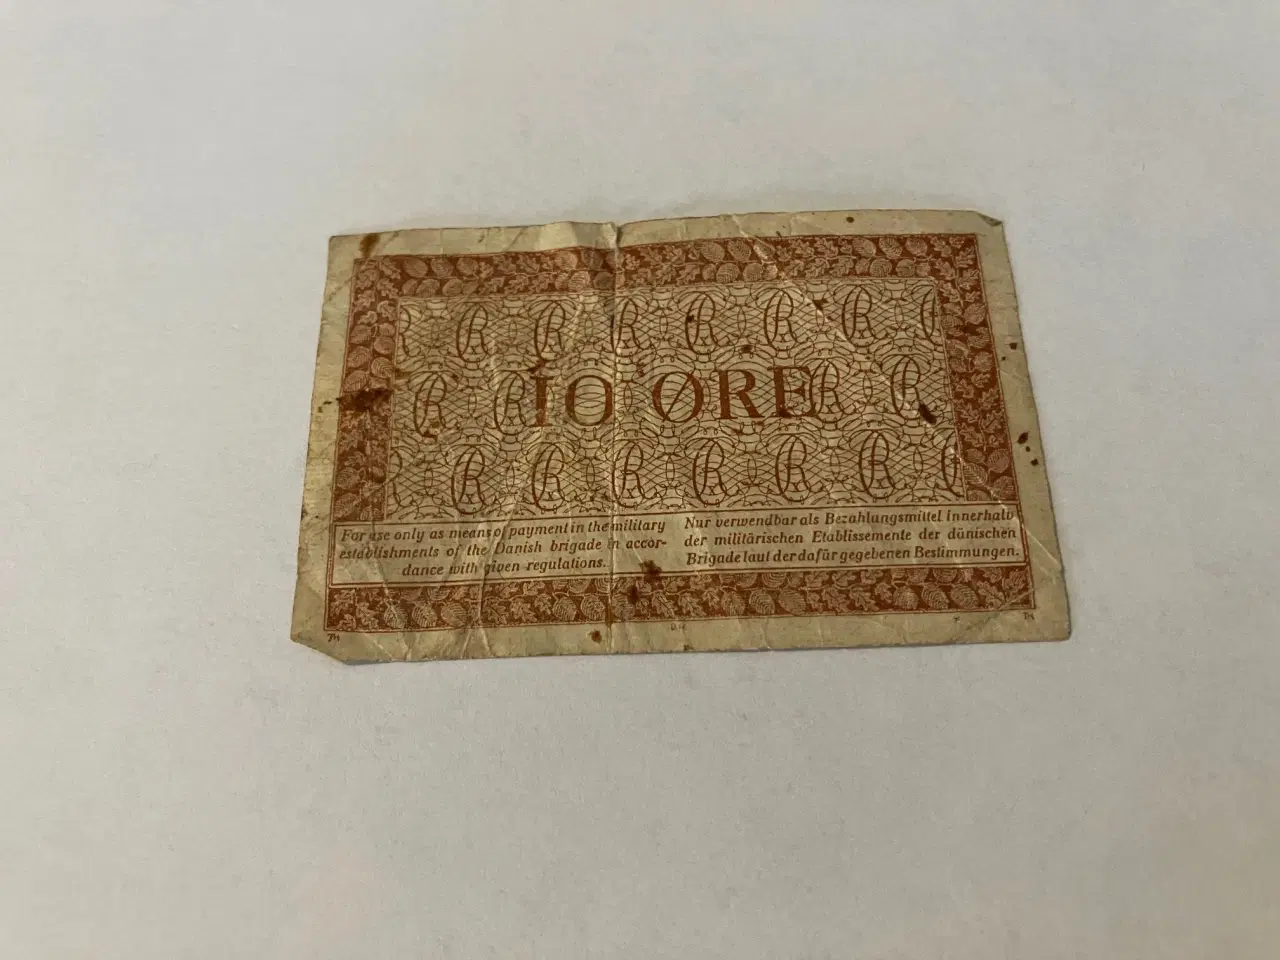 10 ØRE
For use only as means of payment in the military
establishments of the Danish brigade in accor-
dance with given regulations.
Nur verwendbar als Bezahlungsmittel innerhalb
der militärischen Etablissemente der dänischen
Brigade laut der dafür gegebenen Bestimmungen.